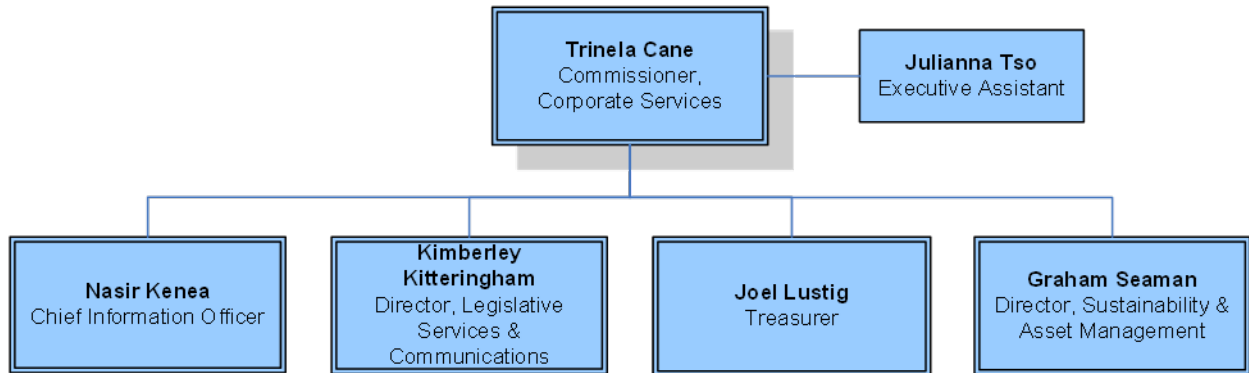 Trinela Cane
Commissioner,
Corporate Services
Julianna Tso
Executive Assistant
Nasir Kenea
Chief Information Officer
Kimberley
Kitteringham
Director, Legislative
Services &
Communications
Joel Lustig
Treasurer
Graham Seaman
Director, Sustainability &
Asset Management